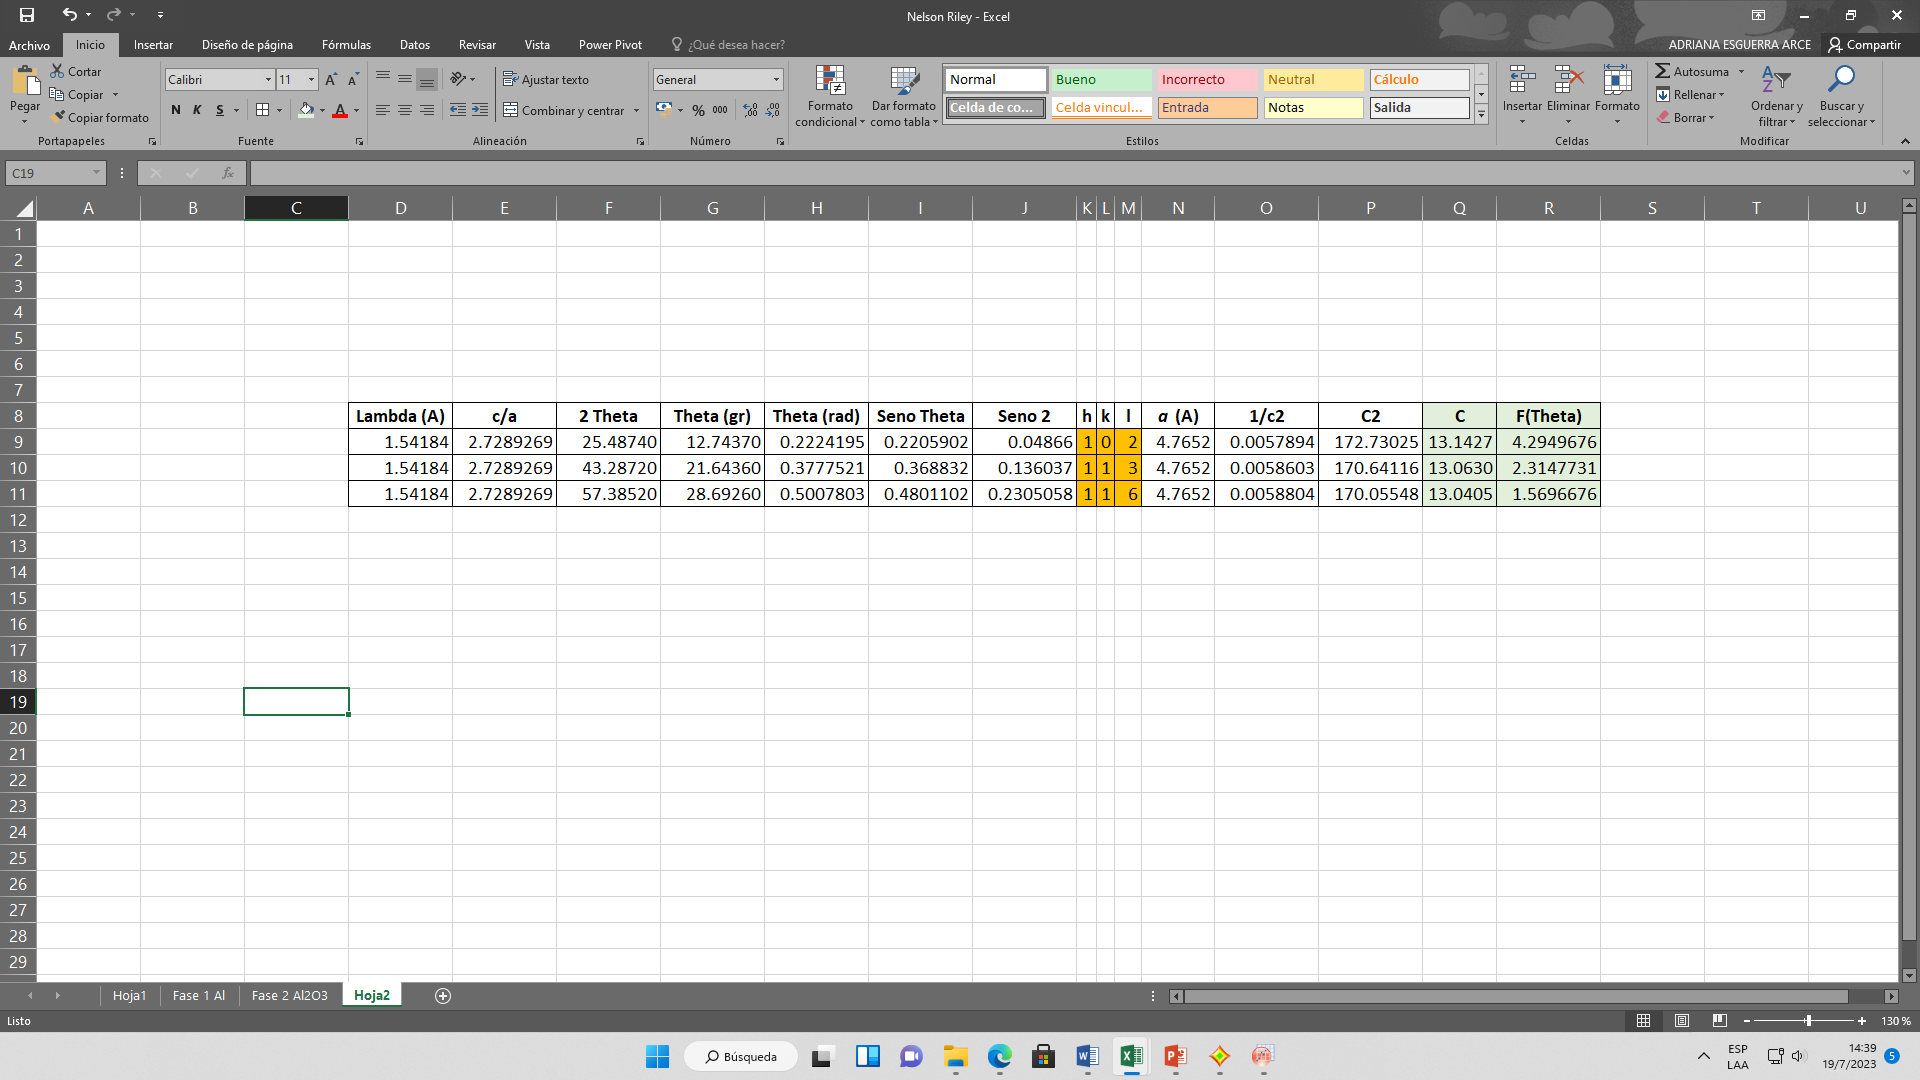 Nelson Riley - Excel
Archivo Inicio Insertar Diseño de página Fórmulas Datos Revisar Vista Power Pivot ¿Qué desea hacer? ADRIANA ESGUERRA ARCE Compartir
Pegar Cortar Copiar Copiar formato
Calibri 11
N K S A
Ajustar texto
Combinar y centrar
General
% 000
Formato condicional
Dar formato como tabla
Normal Bueno Incorrecto Neutral Cálculo
Celda de co... Celda vincul... Entrada Notas Salida
Insertar Eliminar Formato
Autosuma
Rellenar
Borrar
Ordenar y filtrar
Buscar y seleccionar
Portapapeles Fuente Alineación Número Estilos Celdas Modificar
C19 fx
A B C D E F G H I J K L M N O P Q R S T U
1
2
3
4
5
6
7
8 Lambda (A) c/a 2 Theta Theta (gr) Theta (rad) Seno Theta Seno 2 h k l a (A) 1/c2 C2 C F(Theta)
9 1.54184 2.7289269 25.48740 12.74370 0.2224195 0.2205902 0.04866 1 0 2 4.7652 0.0057894 172.73025 13.1427 4.2949676
10 1.54184 2.7289269 43.28720 21.64360 0.3777521 0.368832 0.136037 1 1 3 4.7652 0.0058603 170.64116 13.0630 2.3147731
11 1.54184 2.7289269 57.38520 28.69260 0.5007803 0.4801102 0.2305058 1 1 6 4.7652 0.0058804 170.05548 13.0405 1.5696676
12
13
14
15
16
17
18
19
20
21
22
23
24
25
26
27
28
29
Hoja1 Fase 1 Al Fase 2 Al2O3 Hoja2
Listo 130 %
Búsqueda
ESP
LAA
14:39
19/7/2023
5